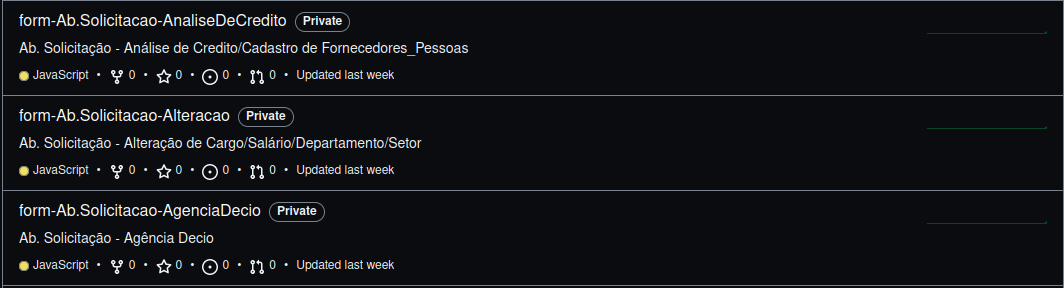 form-Ab.Solicitacao-AnaliseDeCredito Private
Ab. Solicitação - Análise de Credito/Cadastro de Fornecedores_Pessoas
JavaScript • 0 • 0 • 0 • 0 • Updated last week
form-Ab.Solicitacao-Alteracao Private
Ab. Solicitação - Alteração de Cargo/Salário/Departamento/Setor
JavaScript • 0 • 0 • 0 • 0 • Updated last week
form-Ab.Solicitacao-AgenciaDecio Private
Ab. Solicitação - Agência Decio
JavaScript • 0 • 0 • 0 • 0 • Updated last week